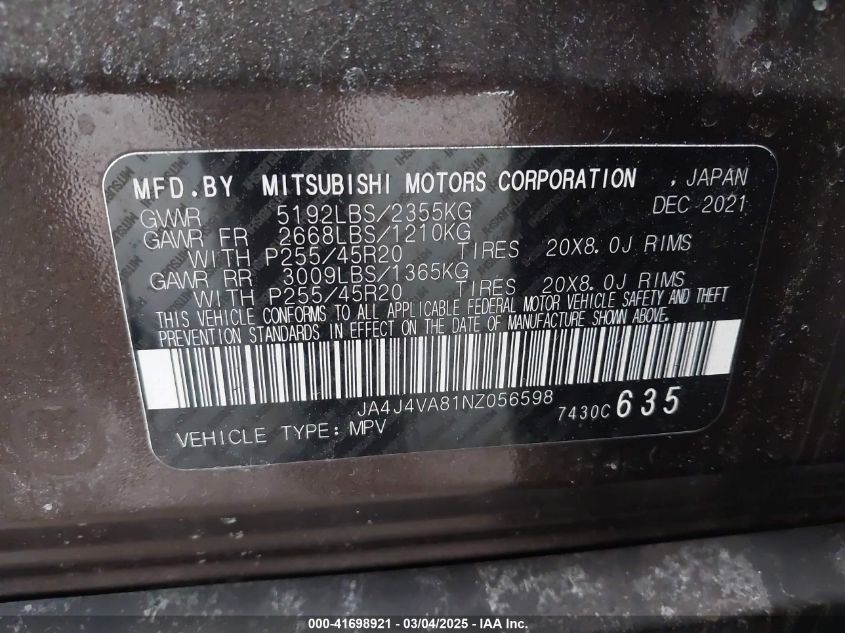 MFD.BY MITSUBISHI MOTORS CORPORATION , JAPAN
GVWR 5192LBS/2355KG DEC 2021
GAWR FR 2668LBS/1210KG
WITH P255/45R20 TIRES 20X8.0J RIMS
GAWR RR 3009LBS/1365KG
WITH P255/45R20 TIRES 20X8.0J RIMS
THIS VEHICLE CONFORMS TO ALL APPLICABLE FEDERAL MOTOR VEHICLE SAFETY AND THEFT
PREVENTION STANDARDS IN EFFECT ON THE DATE OF MANUFACTURE SHOWN ABOVE.
JA4J4VA81NZ056598
7430C 635
VEHICLE TYPE: MPV
000-41698921 - 03/04/2025 - IAA Inc.